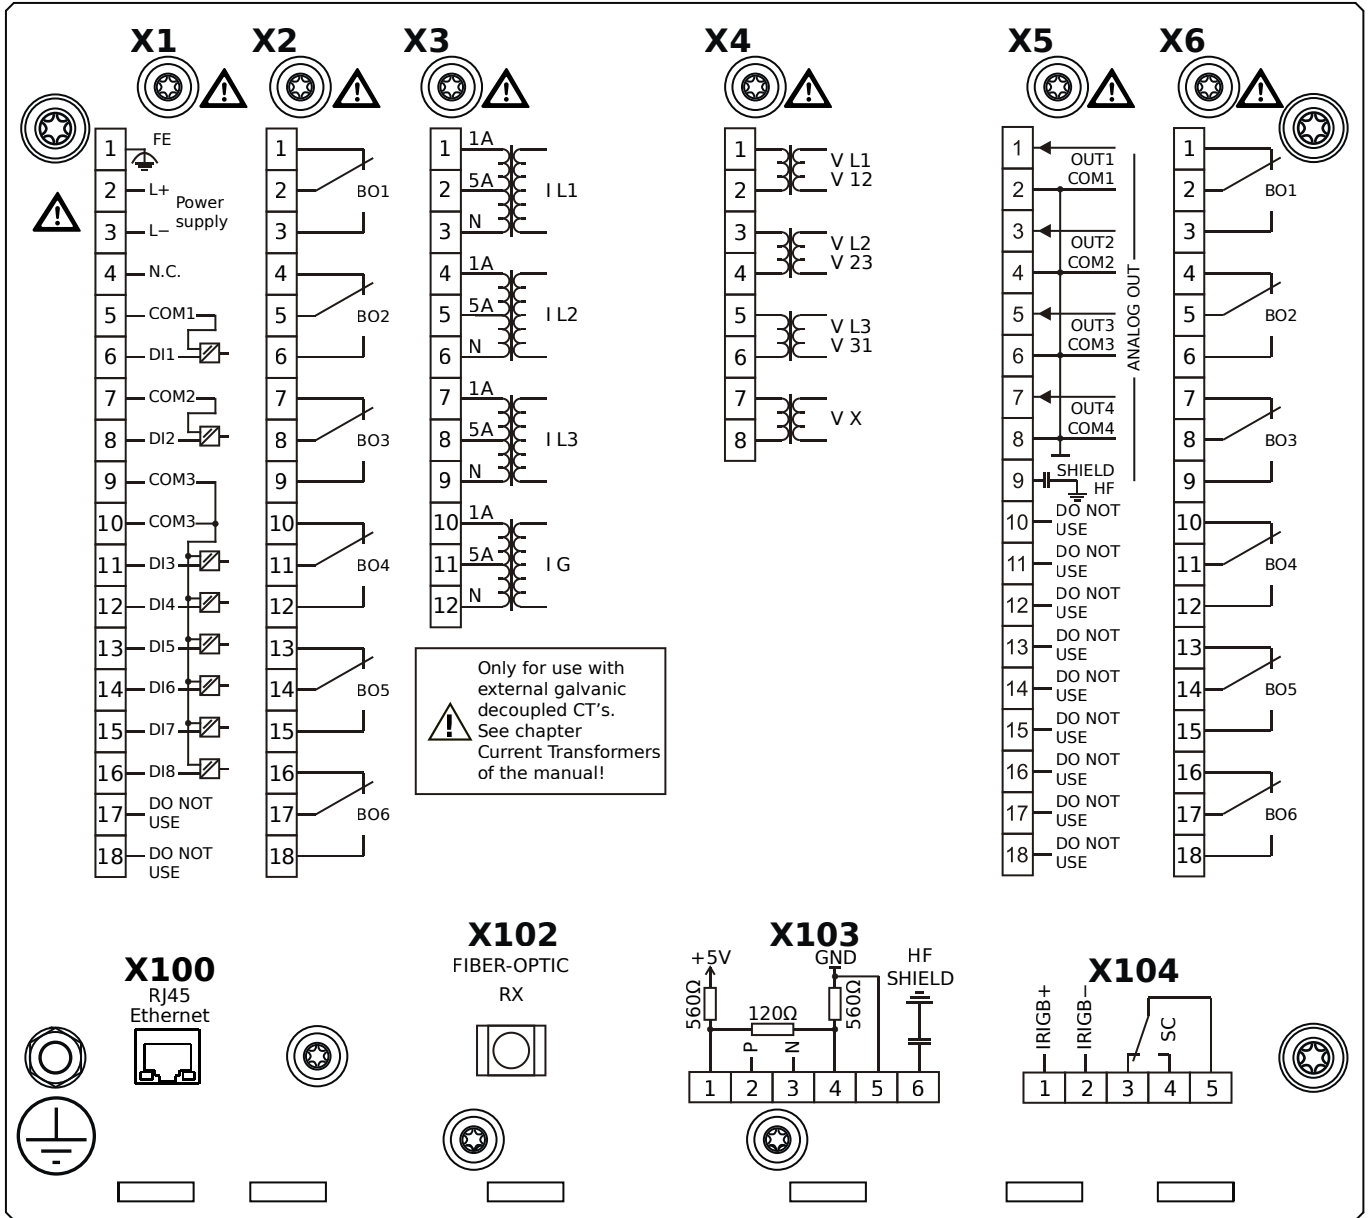 X1
X2
X3
X4
X5
X6
1
FE
2
L+
3
L−
Power
supply
4
N.C.
5
COM1
6
DI1
7
COM2
8
DI2
9
COM3
10
COM3
11
DI3
12
DI4
13
DI5
14
DI6
15
DI7
16
DI8
17
DO NOT
USE
18
DO NOT
USE
1
2
BO1
3
4
5
BO2
6
7
8
BO3
9
10
11
BO4
12
13
14
BO5
15
16
17
BO6
18
1
1A
2
5A
I L1
3
N
4
1A
5
5A
I L2
6
N
7
1A
8
5A
I L3
9
N
10
1A
11
5A
I G
12
N
Only for use with
external galvanic
decoupled CT's.
See chapter
Current Transformers
of the manual!
1
V L1
2
V 12
3
V L2
4
V 23
5
V L3
6
V 31
7
V X
8
1
OUT1
2
COM1
3
OUT2
4
COM2
5
OUT3
6
COM3
7
OUT4
8
COM4
ANALOG OUT
9
SHIELD
HF
10
DO NOT
USE
11
DO NOT
USE
12
DO NOT
USE
13
DO NOT
USE
14
DO NOT
USE
15
DO NOT
USE
16
DO NOT
USE
17
DO NOT
USE
18
DO NOT
USE
1
2
BO1
3
4
5
BO2
6
7
8
BO3
9
10
11
BO4
12
13
14
BO5
15
16
17
BO6
18
X100
RJ45
Ethernet
X102
FIBER-OPTIC
RX
X103
+5V
GND
HF
SHIELD
560Ω
120Ω
560Ω
P
N
1 2 3 4 5 6
X104
IRIGB+
IRIGB−
SC
1 2 3 4 5